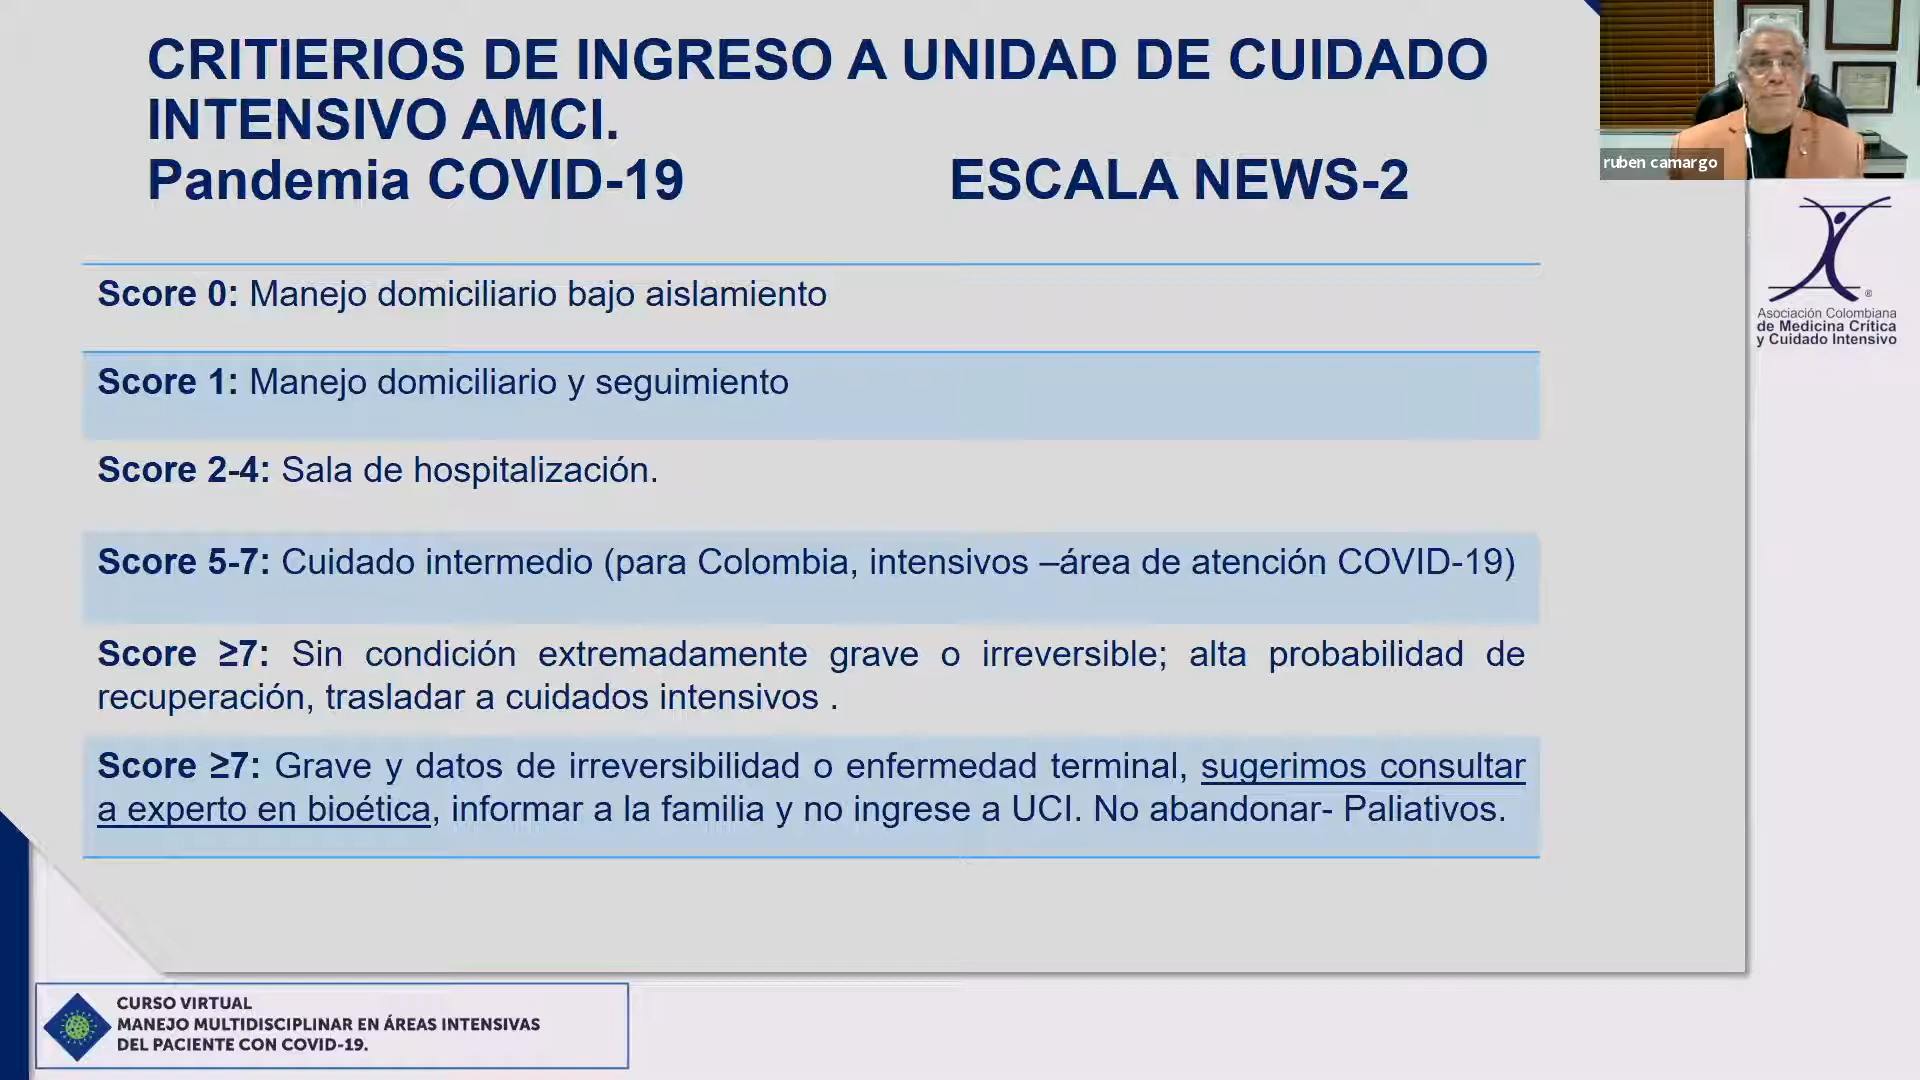 CRITIERIOS DE INGRESO A UNIDAD DE CUIDADO
INTENSIVO AMCI.
Pandemia COVID-19 ESCALA NEWS-2
ruben camargo
®
Asociación Colombiana
de Medicina Crítica
y Cuidado Intensivo
Score 0: Manejo domiciliario bajo aislamiento
Score 1: Manejo domiciliario y seguimiento
Score 2-4: Sala de hospitalización.
Score 5-7: Cuidado intermedio (para Colombia, intensivos –área de atención COVID-19)
Score ≥7: Sin condición extremadamente grave o irreversible; alta probabilidad de
recuperación, trasladar a cuidados intensivos .
Score ≥7: Grave y datos de irreversibilidad o enfermedad terminal, sugerimos consultar
a experto en bioética, informar a la familia y no ingrese a UCI. No abandonar- Paliativos.
CURSO VIRTUAL
MANEJO MULTIDISCIPLINAR EN ÁREAS INTENSIVAS
DEL PACIENTE CON COVID-19.